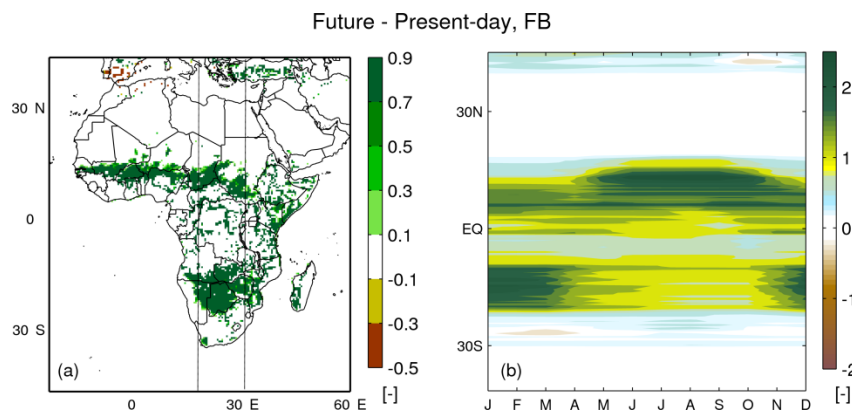 Future - Present-day, FB
30 N
0
30 S
(a)
0
30 E
60 E
0.9
0.7
0.5
0.3
0.1
-0.1
-0.3
-0.5
[-]
30N
EQ
30S
(b)
J F M A M J J A S O N D
2
1
0
-1
-2
[-]